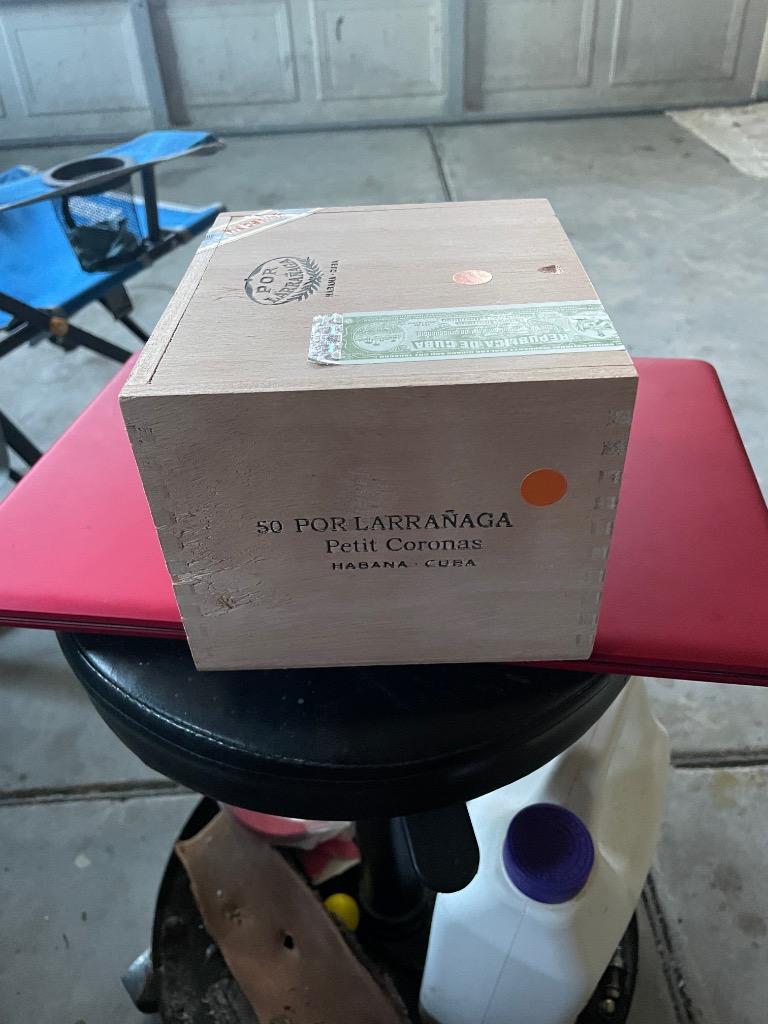 POR
LARRAÑAGA
HABANA·CUBA
REPUBLICA DE CUBA
50 POR LARRAÑAGA
Petit Coronas
HABANA·CUBA